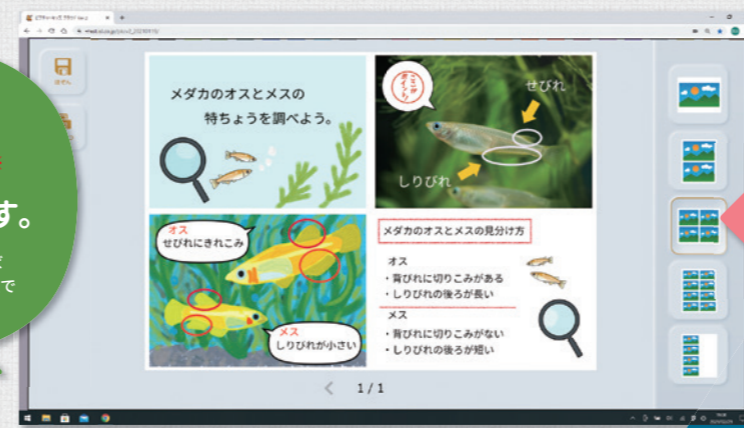 ほぞん
す。
で
メダカのオスとメスの
特ちょうを調べよう。
ここが
ポイント!
せびれ
しりびれ
オス
せびれにきれこみ
メス
しりびれが小さい
メダカのオスとメスの見分け方
オス
・背びれに切りこみがある
・しりびれの後ろが長い
メス
・背びれに切りこみがない
・しりびれの後ろが短い
1/1